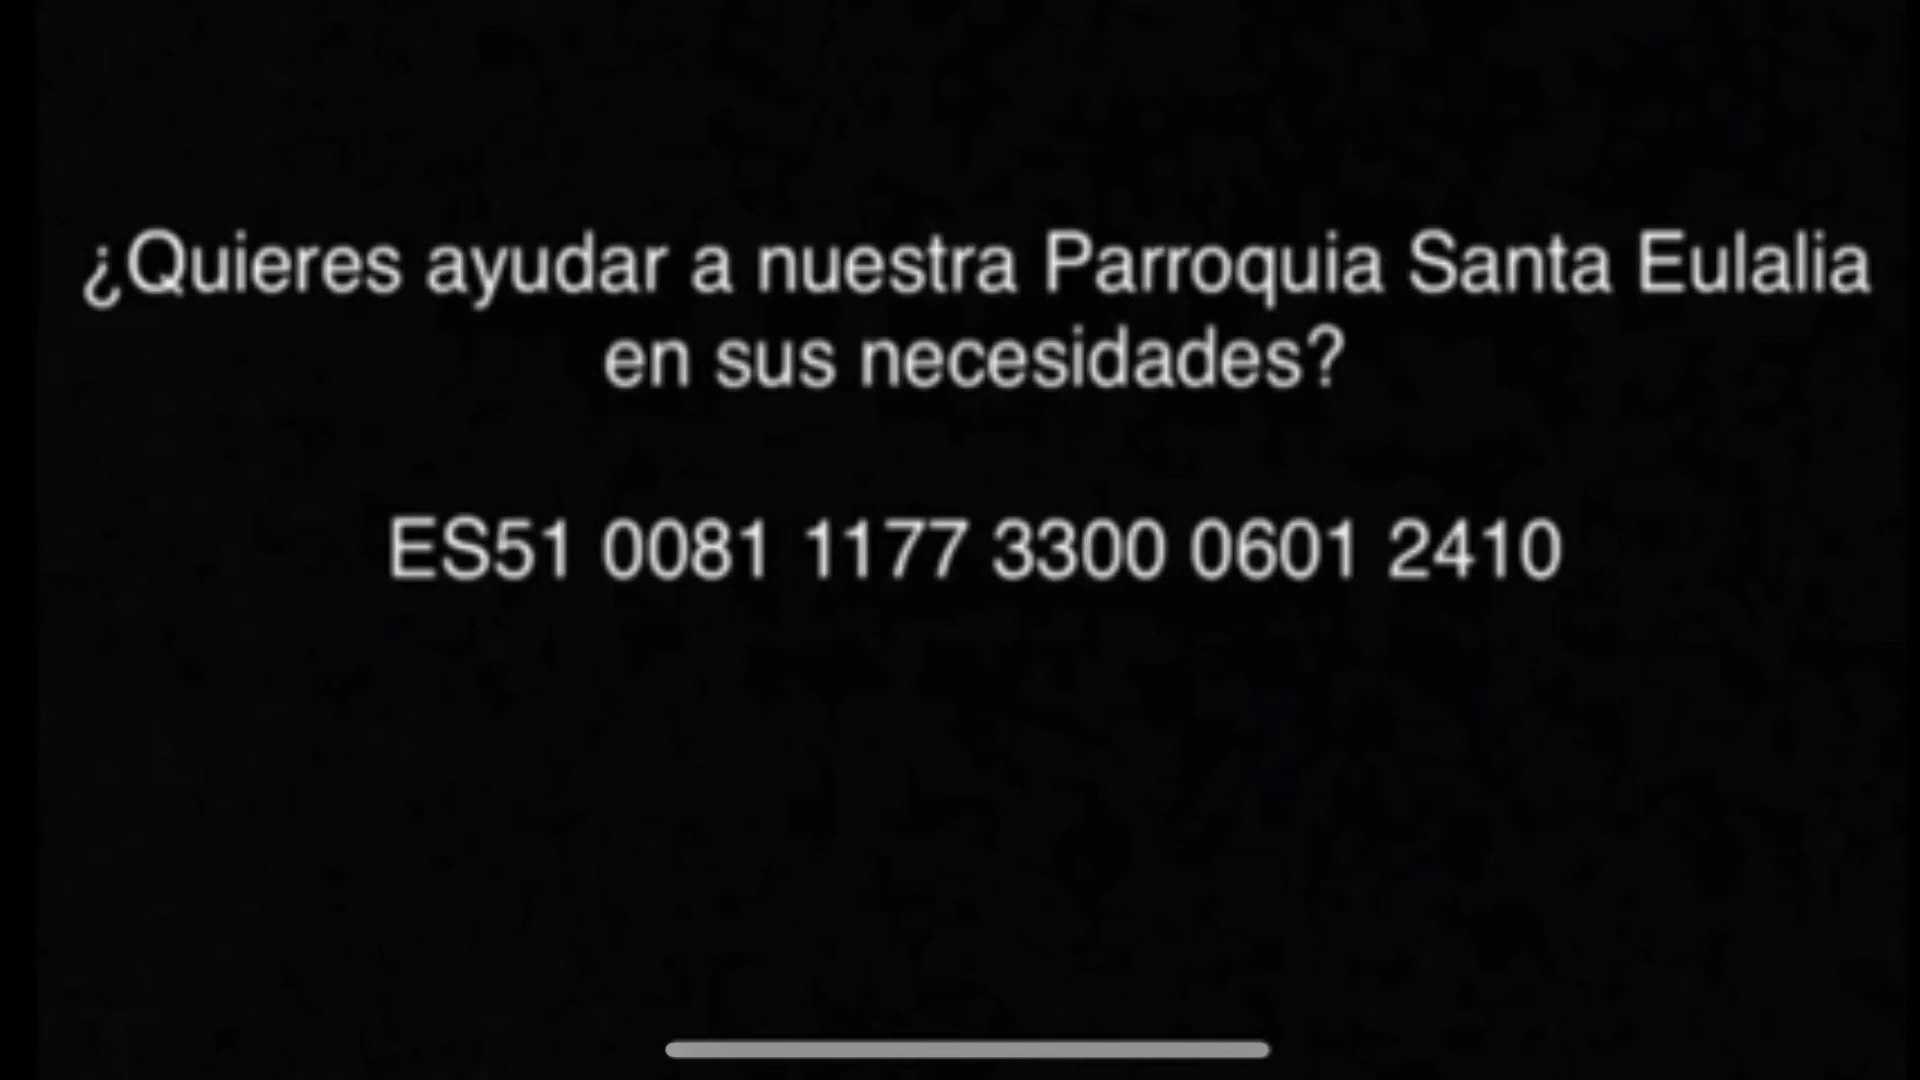 ¿Quieres ayudar a nuestra Parroquia Santa Eulalia
en sus necesidades?
ES51 0081 1177 3300 0601 2410